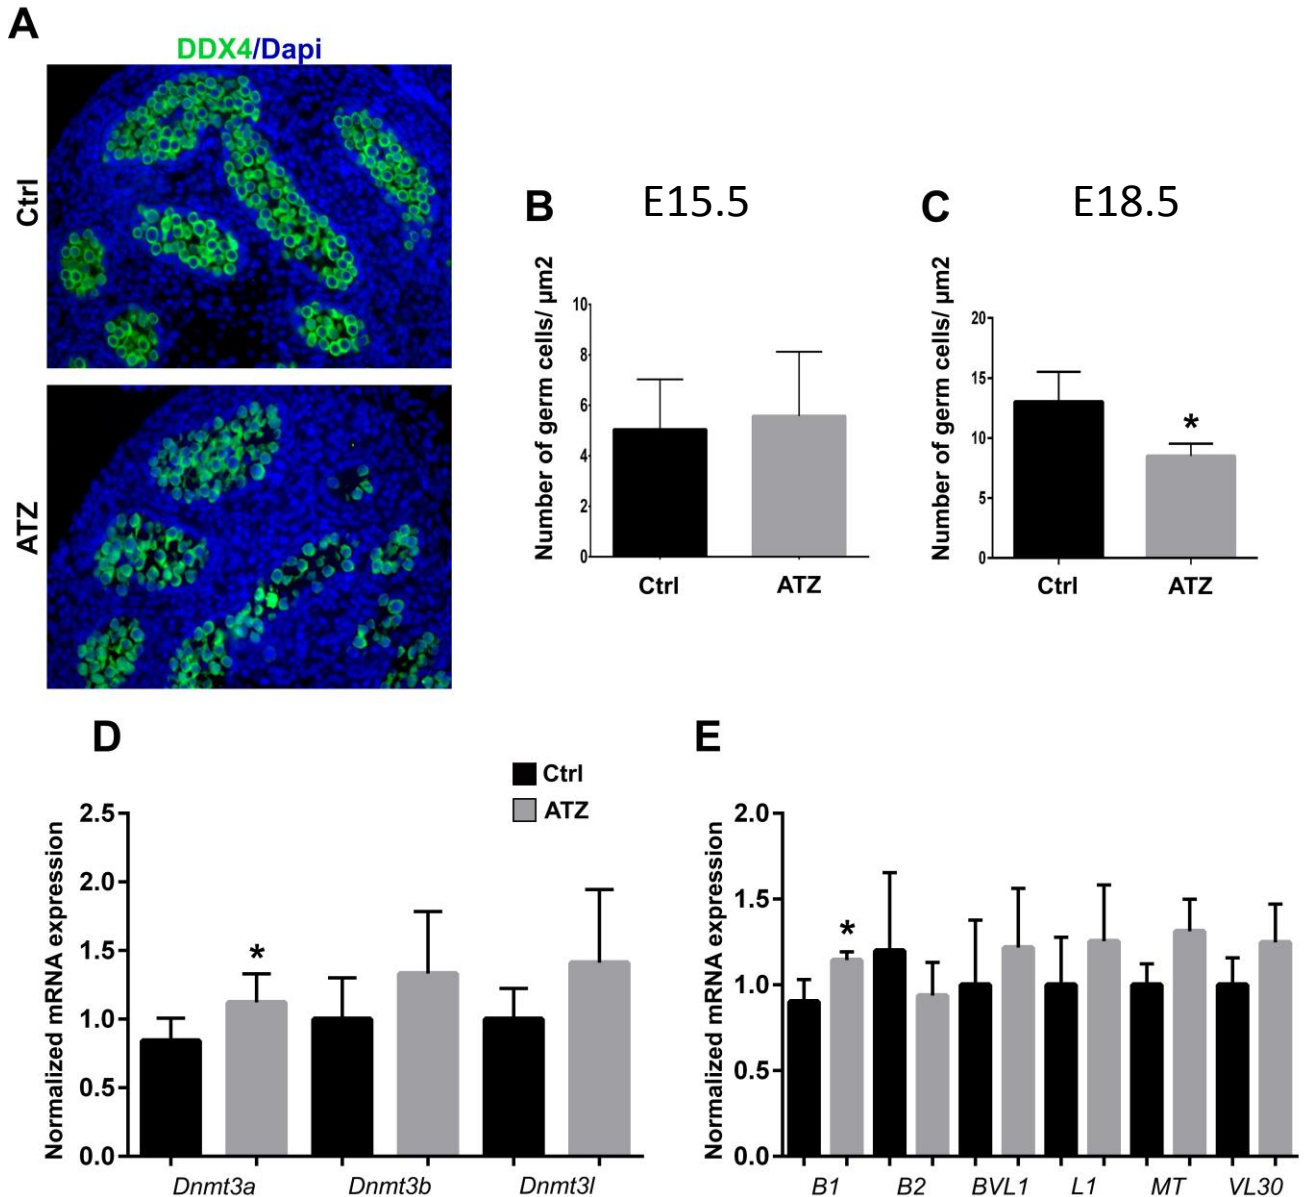 A
DDX4/Dapi
Ctrl
ATZ
B
E15.5
Number of germ cells/ µm2
10
8
6
4
2
0
Ctrl
ATZ
C
E18.5
Number of germ cells/ µm2
20
15
10
5
0
*
Ctrl
ATZ
D
Ctrl
ATZ
Normalized mRNA expression
2.5
2.0
1.5
1.0
0.5
0.0
*
Dnmt3a
Dnmt3b
Dnmt3l
E
Normalized mRNA expression
2.0
1.5
1.0
0.5
0.0
*
B1
B2
BVL1
L1
MT
VL30